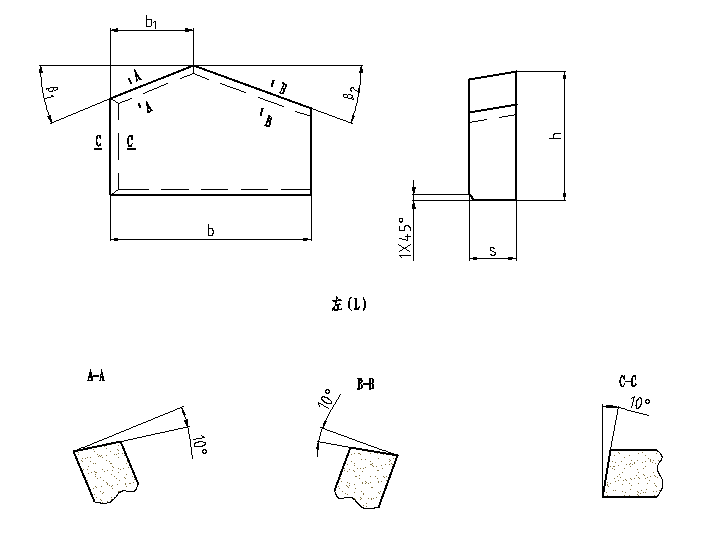 b₁
β₁
A
A
B
B
β₂
C
C
b
h
1X45°
s
左(L)
A-A
10°
B-B
10°
C-C
10°